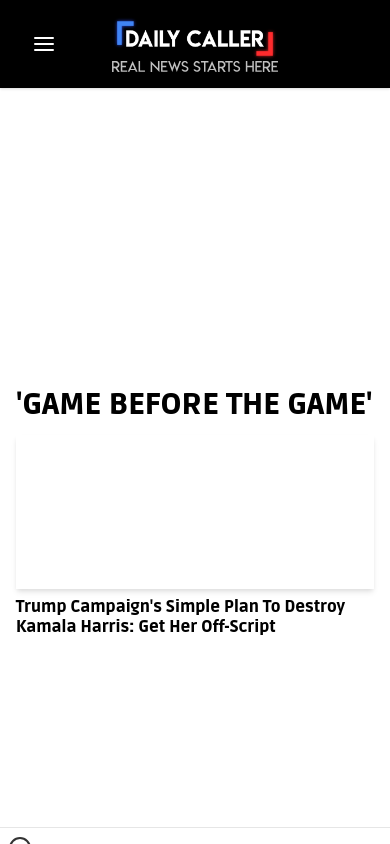 DAILY CALLER
REAL NEWS STARTS HERE
'GAME BEFORE THE GAME'
Trump Campaign's Simple Plan To Destroy
Kamala Harris: Get Her Off-Script